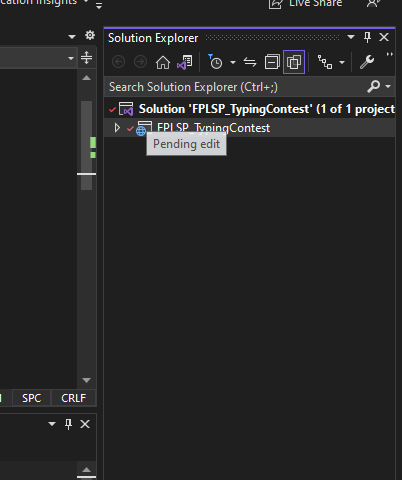 cation Insights
Live Share
Solution Explorer
Search Solution Explorer (Ctrl+;)
Solution 'FPLSP_TypingContest' (1 of 1 project
FPLSP_TypingContest
Pending edit
SPC
CRLF